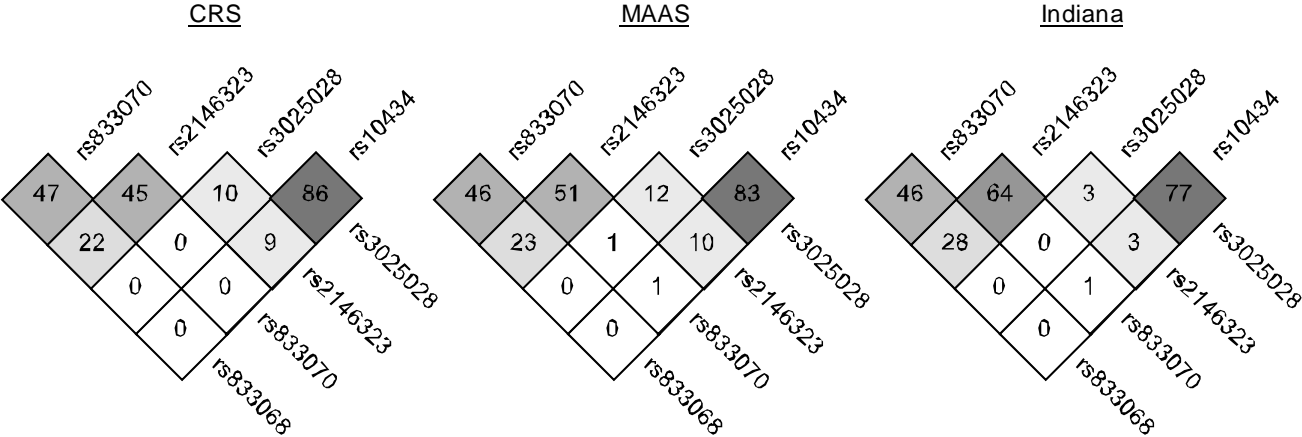 CRS
MAAS
Indiana
rs833070
rs2146323
rs3025028
rs10434
rs833070
rs2146323
rs3025028
rs10434
rs833070
rs2146323
rs3025028
rs10434
47 45 10 86
46 51 12 83
46 64 3 77
22 0 9
23 1 10
28 0 3
0 0
0 1
0 1
0
0
0
rs3025028
rs2146323
rs833070
rs833068
rs3025028
rs2146323
rs833070
rs833068
rs3025028
rs2146323
rs833070
rs833068